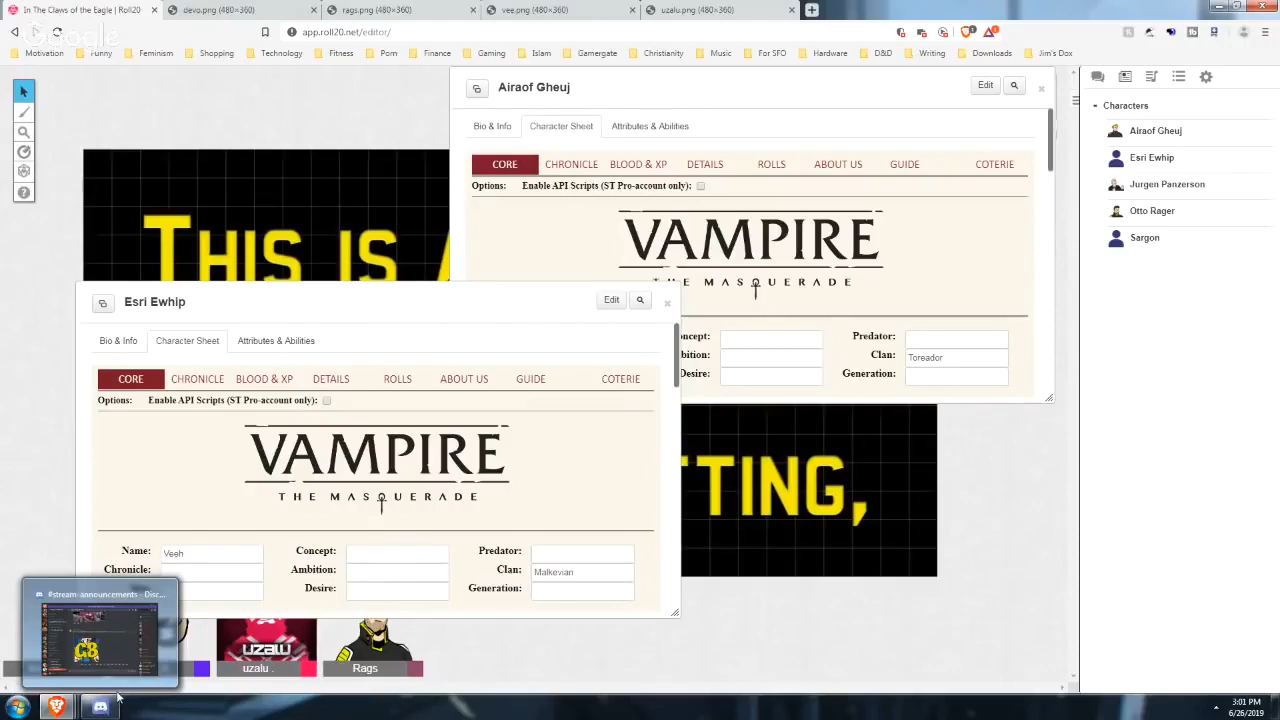 In The Claws of the Eagle | Roll20
devo.png (480×360)
rags.png (480×360)
vee.png (480×360)
uzalu.png (480×360)
app.roll20.net/editor/
Google
Motivation Funny Feminism Shopping Technology Fitness Porn Finance Gaming Islam Gamergate Christianity Music For SFO Hardware D&D Writing Downloads Jim's Dox
Airaof Gheuj
Edit
Bio & Info Character Sheet Attributes & Abilities
CORE CHRONICLE BLOOD & XP DETAILS ROLLS ABOUT US GUIDE COTERIE
Options: Enable API Scripts (ST Pro-account only):
VAMPIRE
THE MASQUERADE
Predator:
Clan: Toreador
Desire: Generation:
THIS IS
Esri Ewhip
Edit
Bio & Info Character Sheet Attributes & Abilities
CORE CHRONICLE BLOOD & XP DETAILS ROLLS ABOUT US GUIDE COTERIE
Options: Enable API Scripts (ST Pro-account only):
VAMPIRE
THE MASQUERADE
Name: Veeh Concept: Predator:
Chronicle: Ambition: Clan: Malkevian
Desire: Generation:
TTING,
#stream-announcements - Disc...
GB
uzalu .
Rags
Characters
Airaof Gheuj
Esri Ewhip
Jurgen Panzerson
Otto Rager
Sargon
3:01 PM
6/26/2019